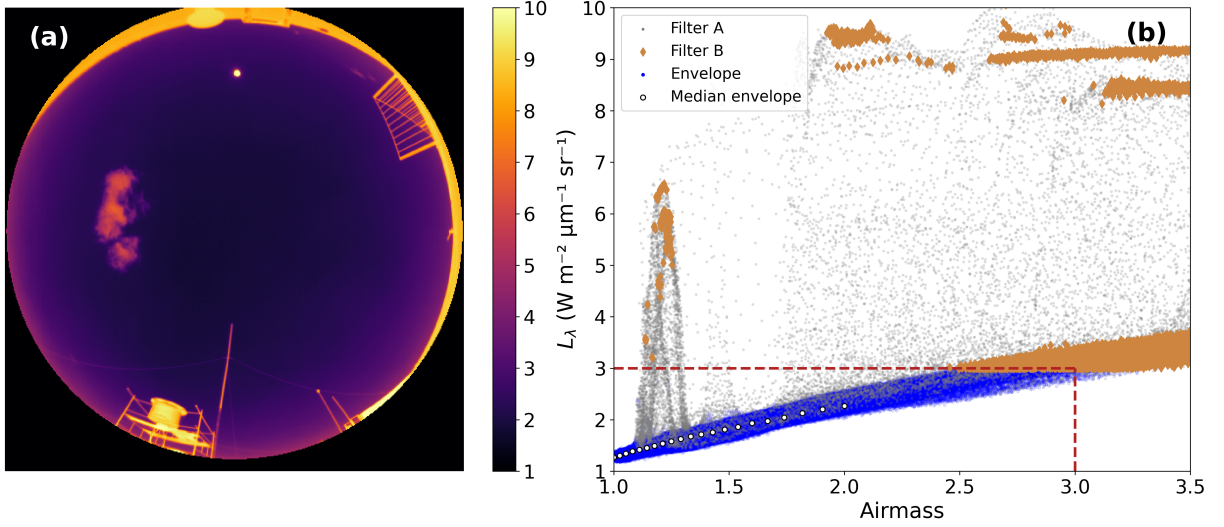 (a)
10
9
8
7
6
5
4
3
2
1
L_λ (W m⁻² μm⁻¹ sr⁻¹)
10
9
8
7
6
5
4
3
2
1
(b)
Filter A
Filter B
Envelope
Median envelope
1.0 1.5 2.0 2.5 3.0 3.5
Airmass